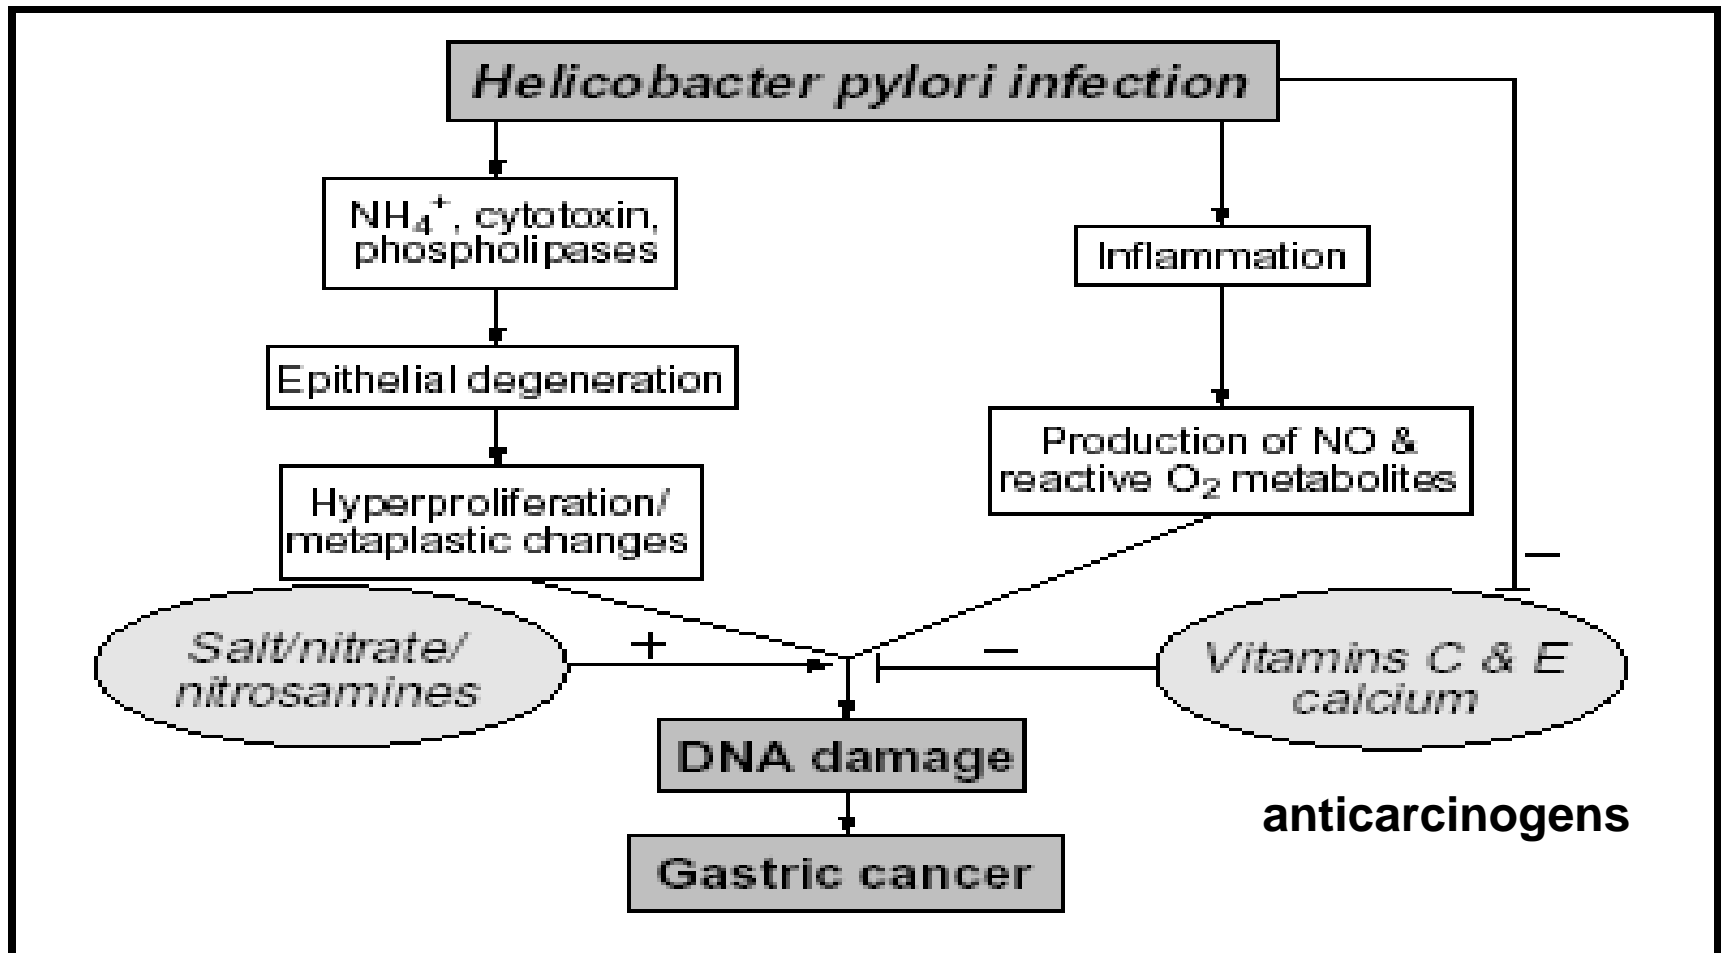 Helicobacter pylori infection
NH₄⁺, cytotoxin,
phospholipases
Inflammation
Epithelial degeneration
Production of NO &
reactive O₂ metabolites
Hyperproliferation/
metaplastic changes
Salt/nitrate/
nitrosamines
+
–
–
Vitamins C & E
calcium
DNA damage
anticarcinogens
Gastric cancer